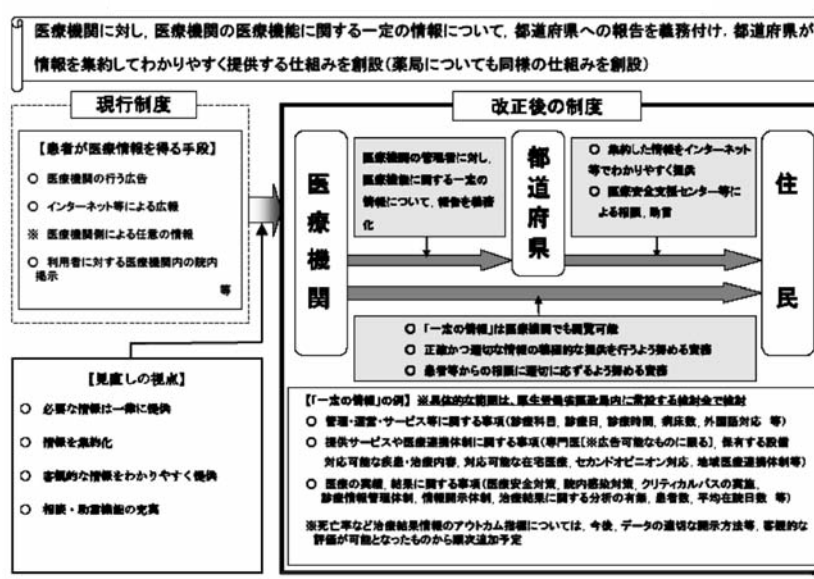 医療機関に対し，医療機関の医療機能に関する一定の情報について，都道府県への報告を義務付け．都道府県が
情報を集約してわかりやすく提供する仕組みを創設（薬局についても同様の仕組みを創設）
現行制度
【患者が医療情報を得る手段】
○ 医療機関の行う広告
○ インターネット等による広報
※ 医療機関側による任意の情報
○ 利用者に対する医療機関内の院内
掲示
等
【見直しの視点】
○ 必要な情報は一律に提供
○ 情報を集約化
○ 客観的な情報をわかりやすく提供
○ 相談・助言機能の充実
改正後の制度
医療機関
医療機関の管理者に対し，
医療機能に関する一定の
情報について，報告を義務
化
都道府県
○ 集約した情報をインターネット
等でわかりやすく提供
○ 医療安全支援センター等に
よる相談，助言
住民
○ 「一定の情報」は医療機関でも閲覧可能
○ 正確かつ適切な情報の積極的な提供を行うよう努める責務
○ 患者等からの相談に適切に応ずるよう努める責務
【「一定の情報」の例】 ※具体的な範囲は、厚生労働省医政局内に常設する検討会で検討
○ 管理・運営・サービス等に関する事項（診療科目，診療日，診療時間，病床数，外国語対応 等）
○ 提供サービスや医療連携体制に関する事項（専門医［※広告可能なものに限る］，保有する設備
対応可能な疾患・治療内容，対応可能な在宅医療，セカンドオピニオン対応，地域医療連携体制等）
○ 医療の実績，結果に関する事項（医療安全対策，院内感染対策，クリティカルパスの実施，
診療情報管理体制，情報開示体制，治療結果に関する分析の有無，患者数，平均在院日数 等）
※死亡率など治療結果情報のアウトカム指標については，今後，データの適切な開示方法等，客観的な
評価が可能となったものから順次追加予定